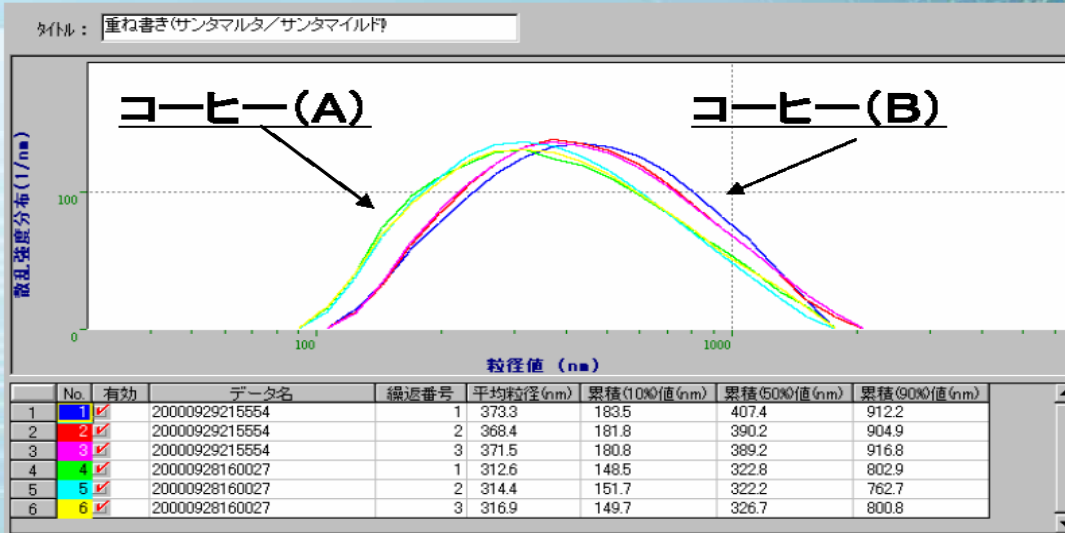 タイトル： 重ね書き(サンタマルタ/サンタマイルド)
コーヒー(A) コーヒー(B)
散乱強度分布(1/nm)
100
0
100 1000
粒径値 (nm)
No. 有効 データ名 繰返番号 平均粒径(nm) 累積(10%)値(nm) 累積(50%)値(nm) 累積(90%)値(nm)
1 1 20000929215554 1 373.3 183.5 407.4 912.2
2 2 20000929215554 2 368.4 181.8 390.2 904.9
3 3 20000929215554 3 371.5 180.8 389.2 916.8
4 4 20000928160027 1 312.6 148.5 322.8 802.9
5 5 20000928160027 2 314.4 151.7 322.2 762.7
6 6 20000928160027 3 316.9 149.7 326.7 800.8